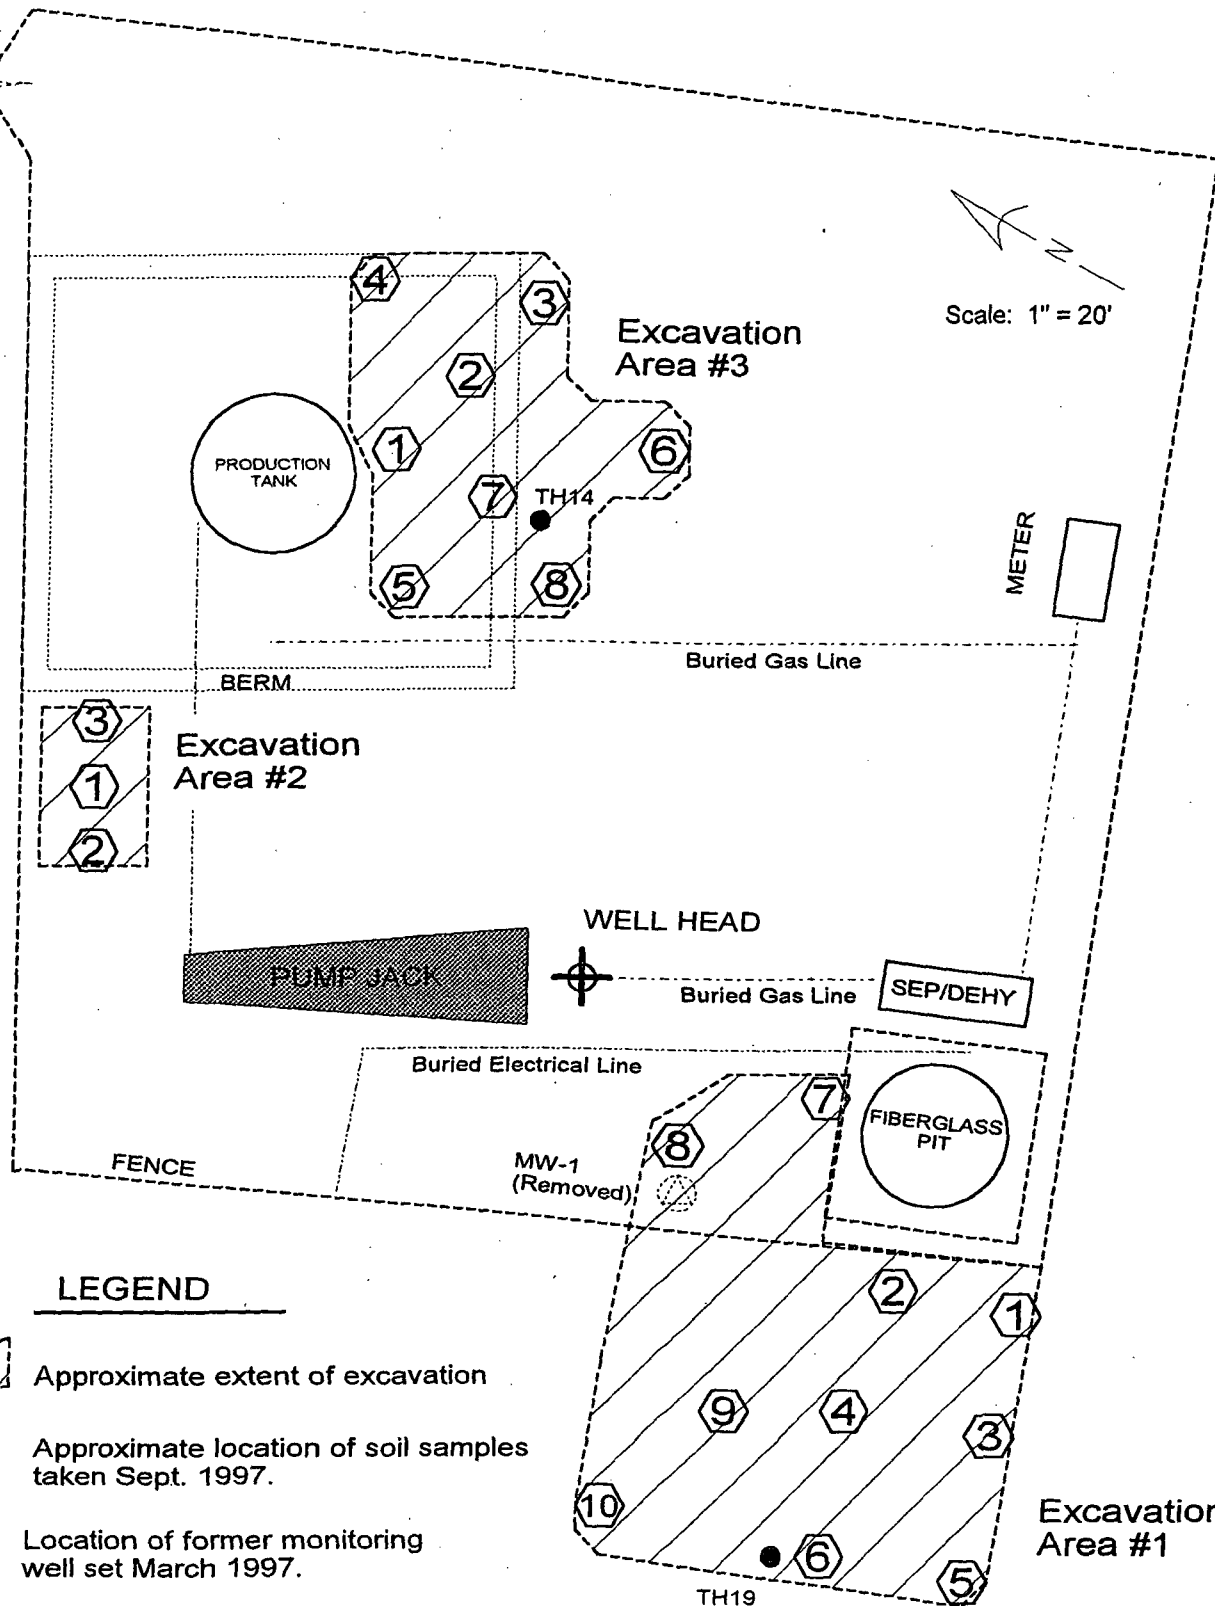 N
Scale: 1" = 20'
4
3
Excavation
Area #3
2
1
6
PRODUCTION
TANK
7
TH14
5
8
METER
Buried Gas Line
BERM
3
Excavation
Area #2
1
2
WELL HEAD
PUMP JACK
Buried Gas Line
SEP/DEHY
Buried Electrical Line
7
FIBERGLASS
PIT
8
FENCE
MW-1
(Removed)
LEGEND
2
1
Approximate extent of excavation
9
4
3
Approximate location of soil samples
taken Sept. 1997.
10
Excavation
Area #1
Location of former monitoring
well set March 1997.
6
5
TH19